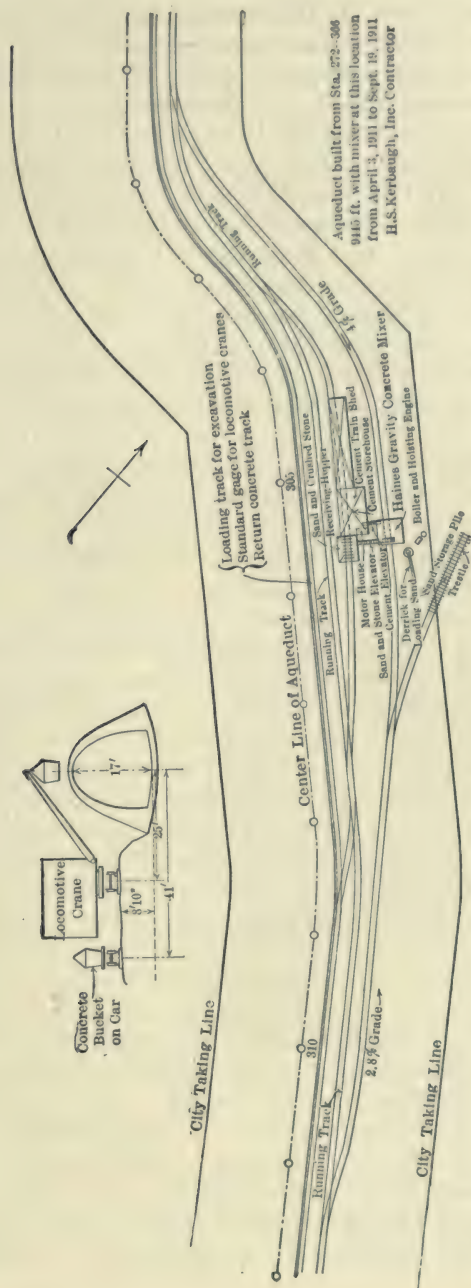 Concrete
Bucket
on Car
Locomotive
Crane
8'10"
25'
41'
17'
City Taking Line
Loading track for excavation
Standard gage for locomotive cranes
Return concrete track
Center Line of Aqueduct
310
305
Running Track
Sand and Crushed Stone
Receiving-Hopper
Running Track
Running Track
4% Grade
Cement Train Shed
Cement Storehouse
Motor House
Sand and Stone Elevator
Cement Elevator
Haines Gravity Concrete Mixer
Boiler and Hoisting Engine
Derrick for
Loading Sand
Sand Storage Pile
Trestle
2.8% Grade
City Taking Line
Aqueduct built from Sta. 272--306
9445 ft. with mixer at this location
from April 3, 1911 to Sept. 19, 1911
H.S.Kerbaugh, Inc. Contractor